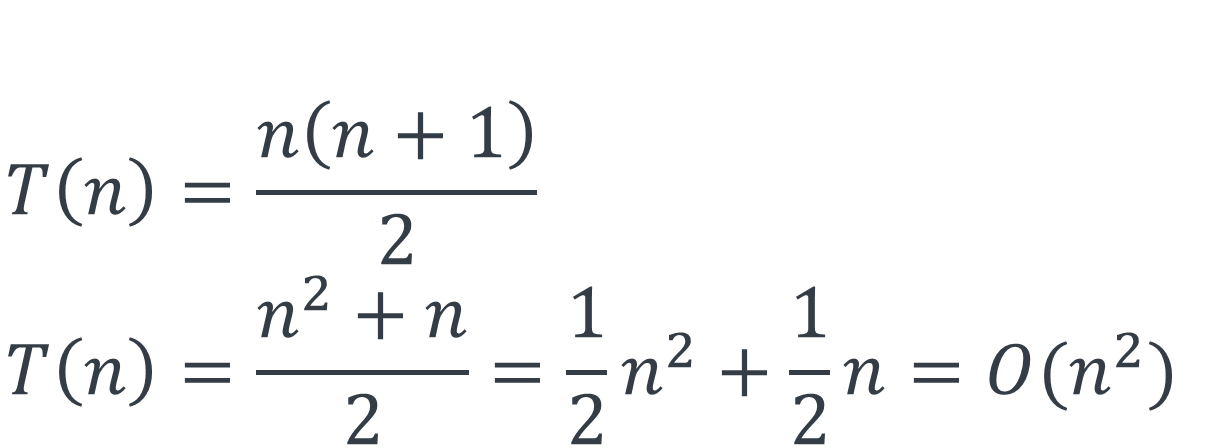 T(n) = n(n + 1)/2
T(n) = n² + n/2 = 1/2 n² + 1/2 n = O(n²)